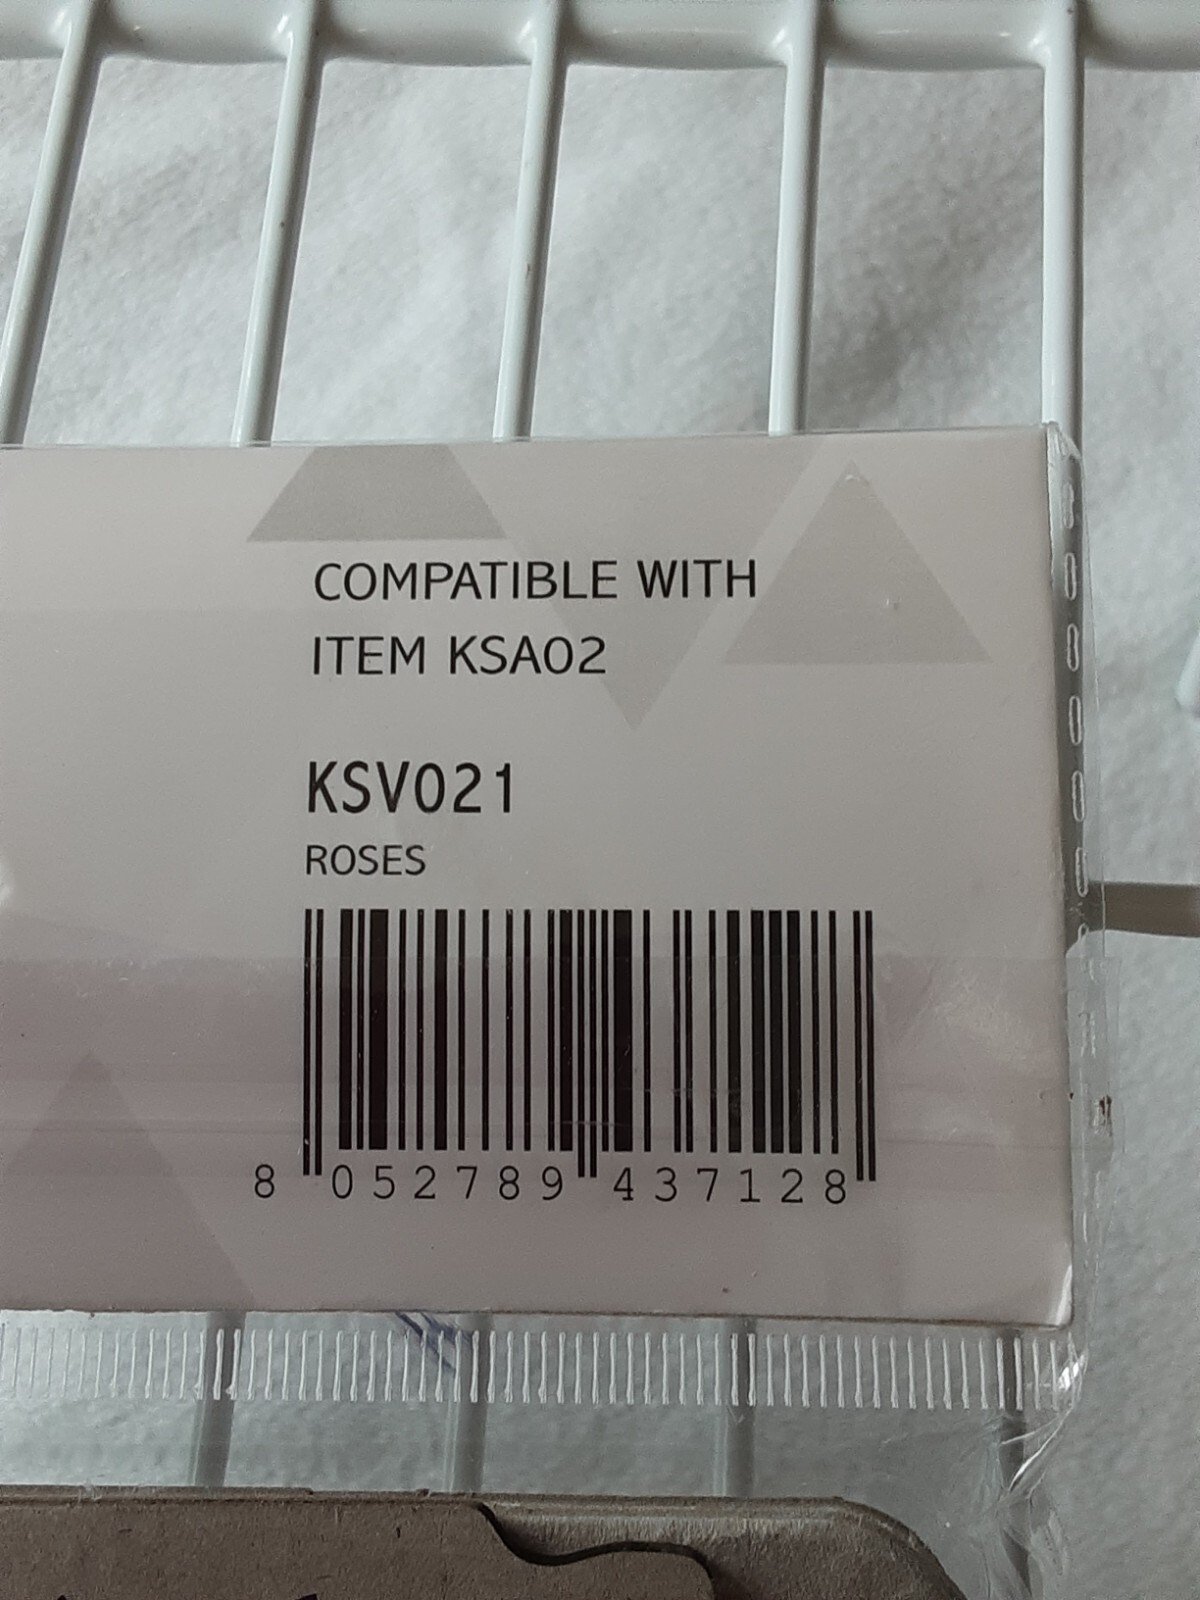 COMPATIBLE WITH
ITEM KSA02
KSV021
ROSES
8 052789 437128